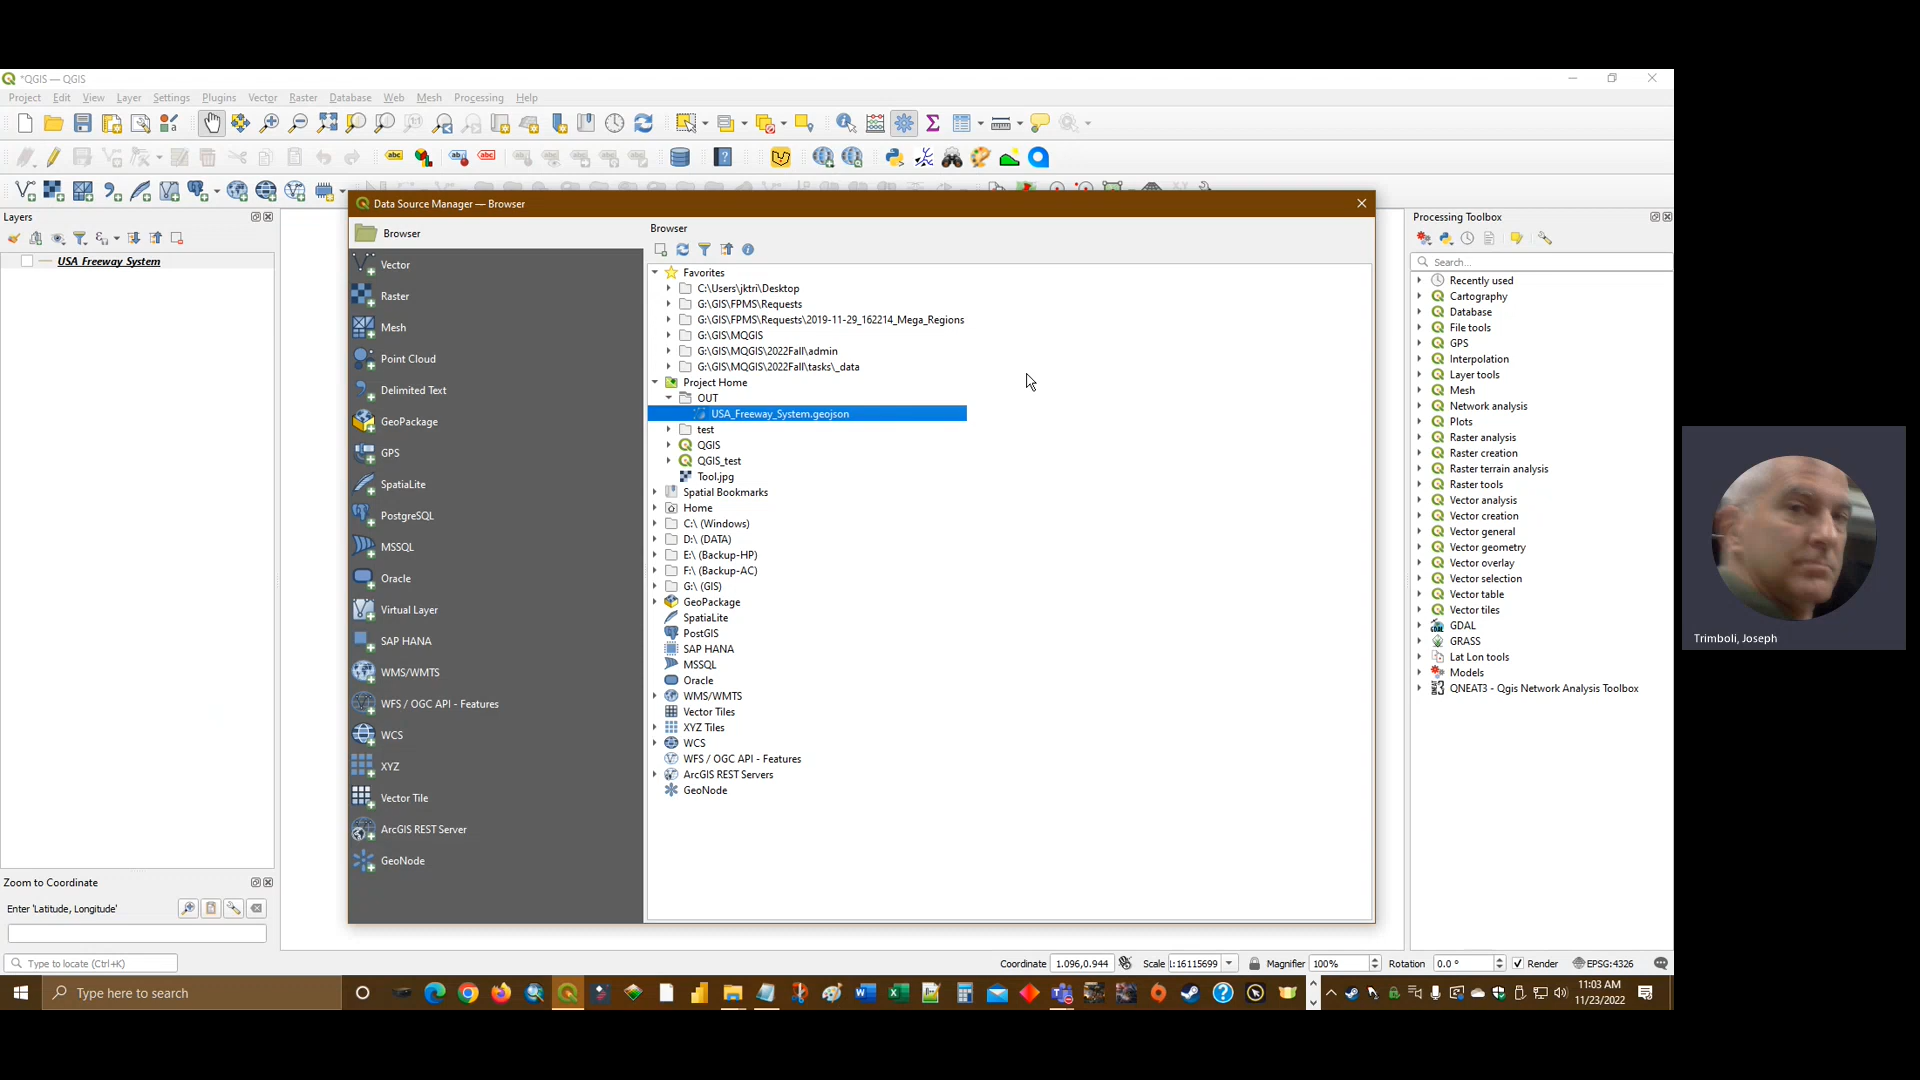 *QGIS — QGIS
Project Edit View Layer Settings Plugins Vector Raster Database Web Mesh Processing Help
Layers
USA Freeway System
Data Source Manager — Browser
Browser
Vector
Raster
Mesh
Point Cloud
Delimited Text
GeoPackage
GPS
SpatiaLite
PostgreSQL
MSSQL
Oracle
Virtual Layer
SAP HANA
WMS/WMTS
WFS / OGC API - Features
WCS
XYZ
Vector Tile
ArcGIS REST Server
GeoNode
Browser
Favorites
C:\Users\jktri\Desktop
G:\GIS\FPMS\Requests
G:\GIS\FPMS\Requests\2019-11-29_162214_Mega_Regions
G:\GIS\MQGIS
G:\GIS\MQGIS\2022Fall\admin
G:\GIS\MQGIS\2022Fall\tasks\_data
Project Home
OUT
USA_Freeway_System.geojson
test
QGIS
QGIS_test
Tool.jpg
Spatial Bookmarks
Home
C:\ (Windows)
D:\ (DATA)
E:\ (Backup-HP)
F:\ (Backup-AC)
G:\ (GIS)
GeoPackage
SpatiaLite
PostGIS
SAP HANA
MSSQL
Oracle
WMS/WMTS
Vector Tiles
XYZ Tiles
WCS
WFS / OGC API - Features
ArcGIS REST Servers
GeoNode
Processing Toolbox
Search...
Recently used
Cartography
Database
File tools
GPS
Interpolation
Layer tools
Mesh
Network analysis
Plots
Raster analysis
Raster creation
Raster terrain analysis
Raster tools
Vector analysis
Vector creation
Vector general
Vector geometry
Vector overlay
Vector selection
Vector table
Vector tiles
GDAL
GRASS
Lat Lon tools
Models
QNEAT3 - Qgis Network Analysis Toolbox
Trimboli, Joseph
Zoom to Coordinate
Enter 'Latitude, Longitude'
Type to locate (Ctrl+K)
Coordinate 1.096,0.944 Scale 1:16115699 Magnifier 100% Rotation 0.0 ° Render EPSG:4326
Type here to search
11:03 AM
11/23/2022